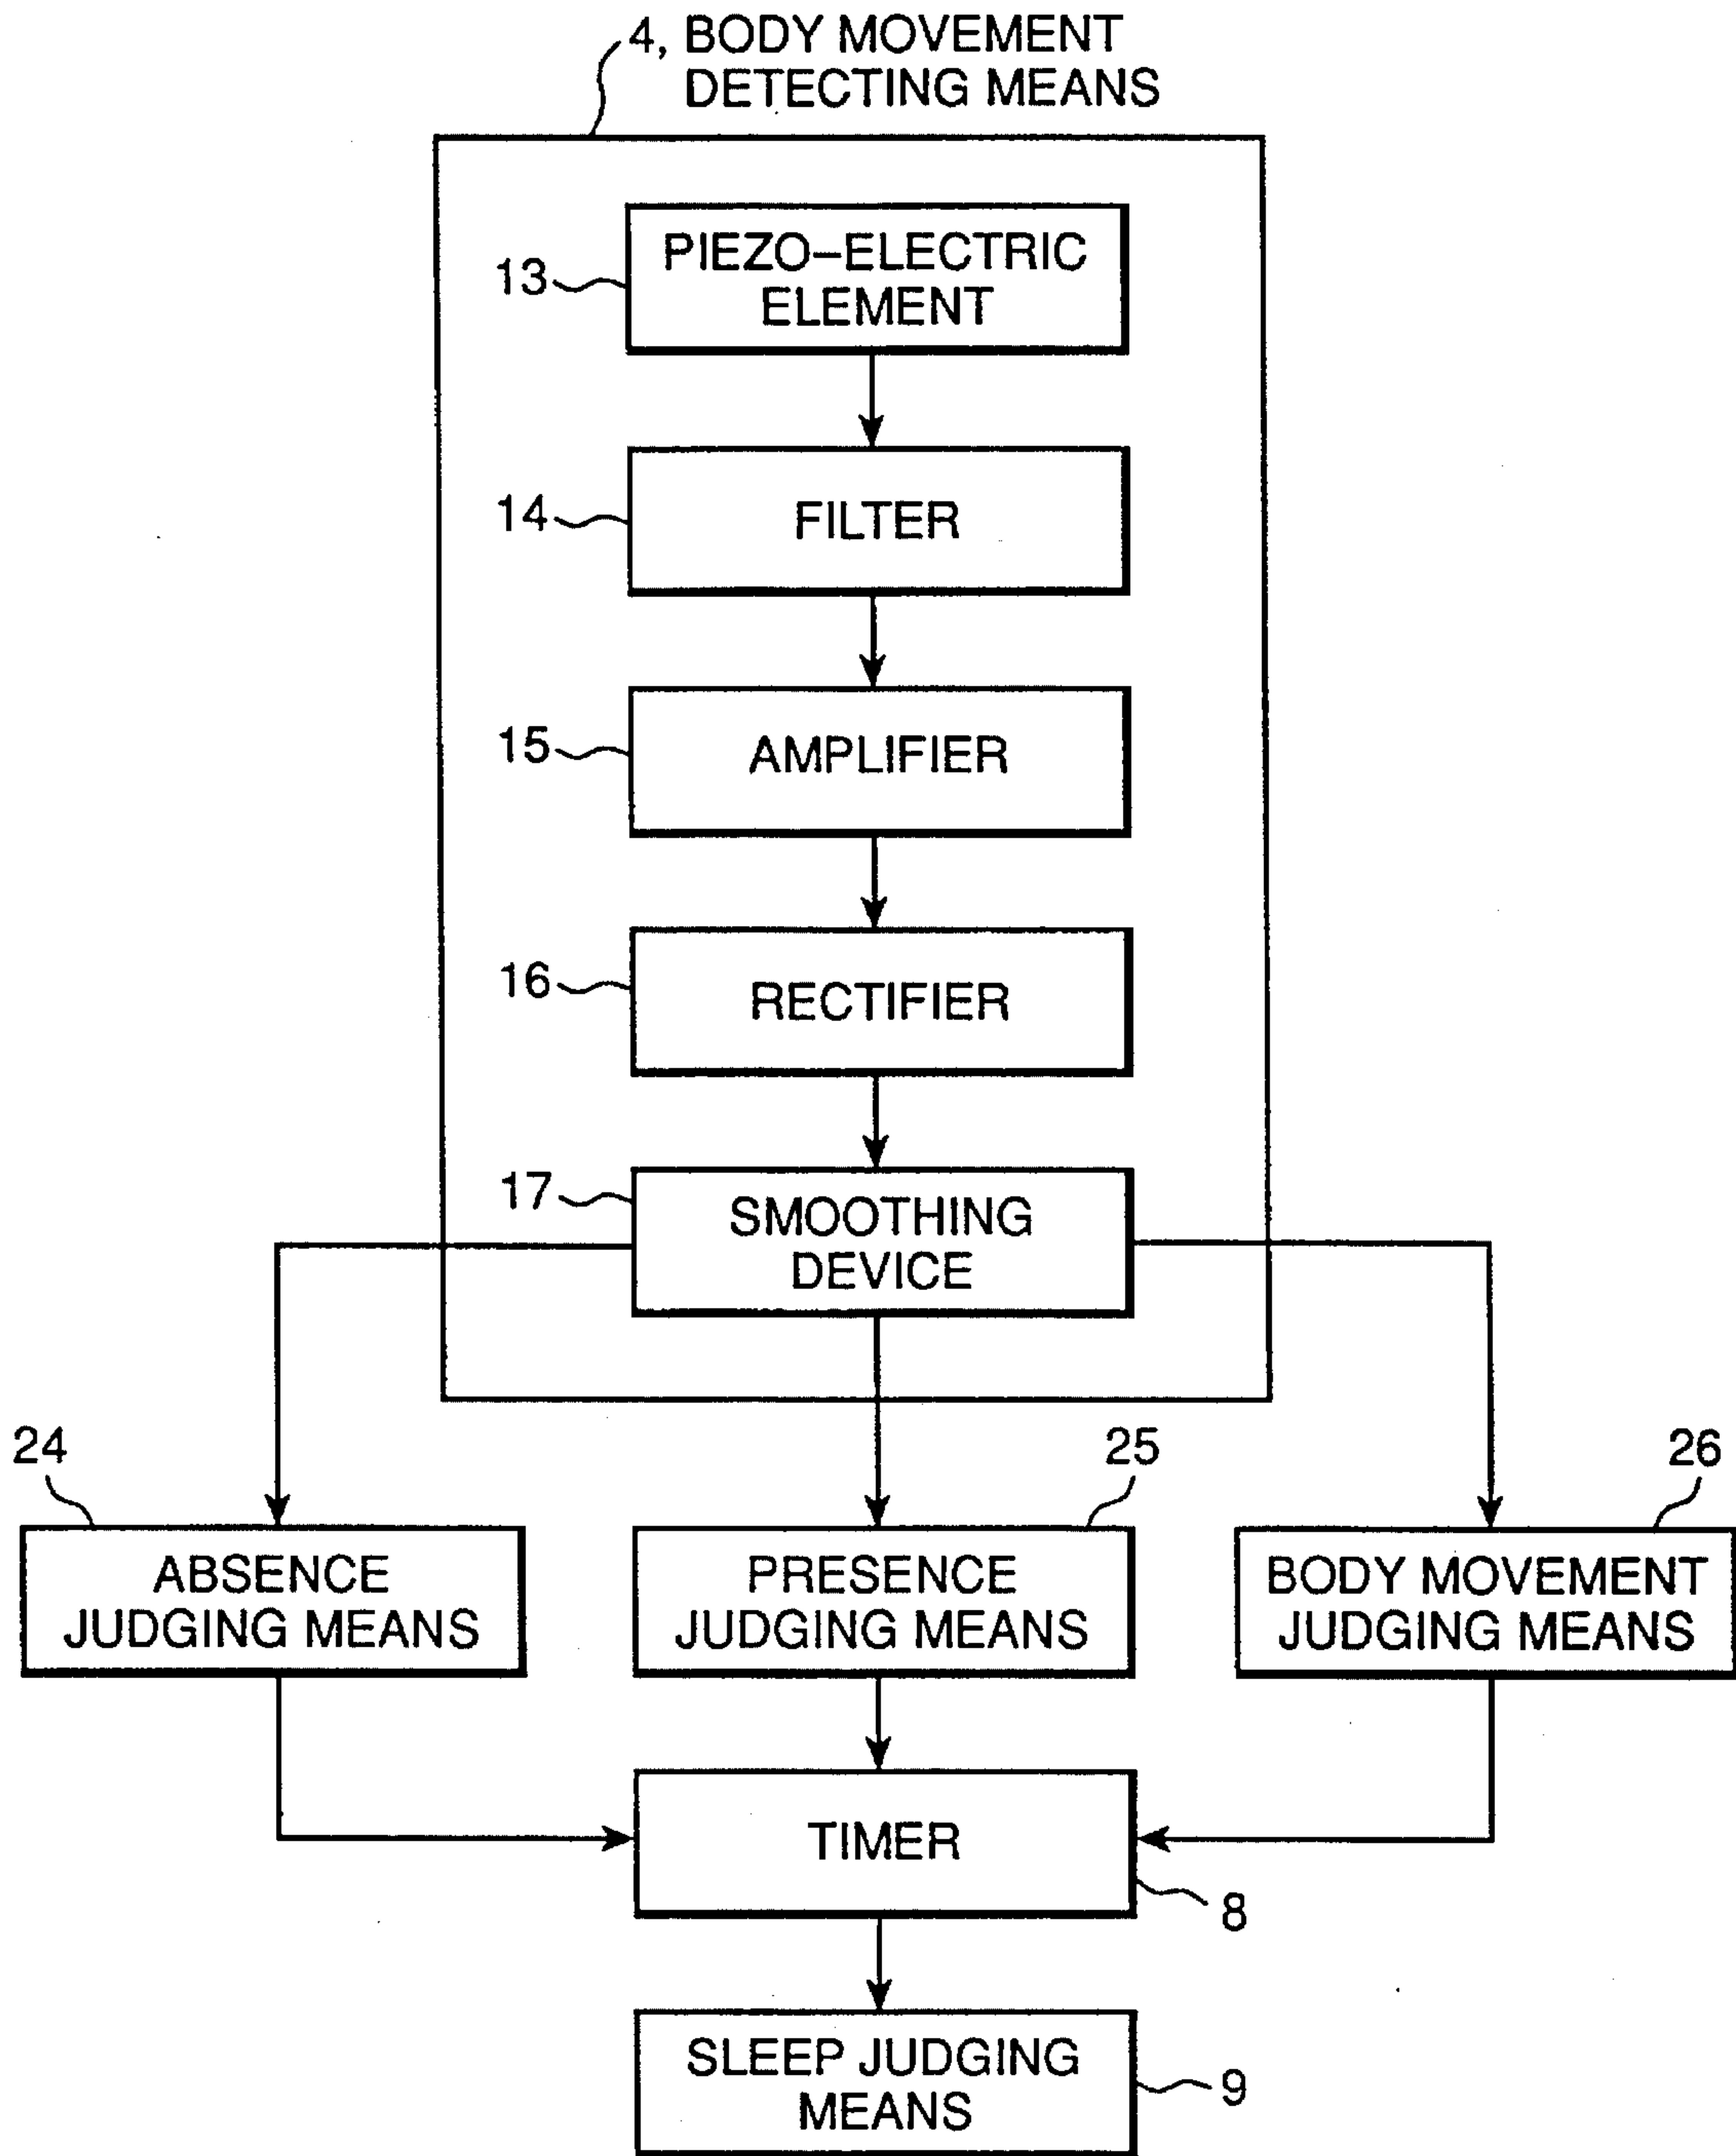 4, BODY MOVEMENT
DETECTING MEANS
13
PIEZO-ELECTRIC
ELEMENT
14
FILTER
15
AMPLIFIER
16
RECTIFIER
17
SMOOTHING
DEVICE
24
25
26
ABSENCE
JUDGING MEANS
PRESENCE
JUDGING MEANS
BODY MOVEMENT
JUDGING MEANS
TIMER
8
SLEEP JUDGING
MEANS
9